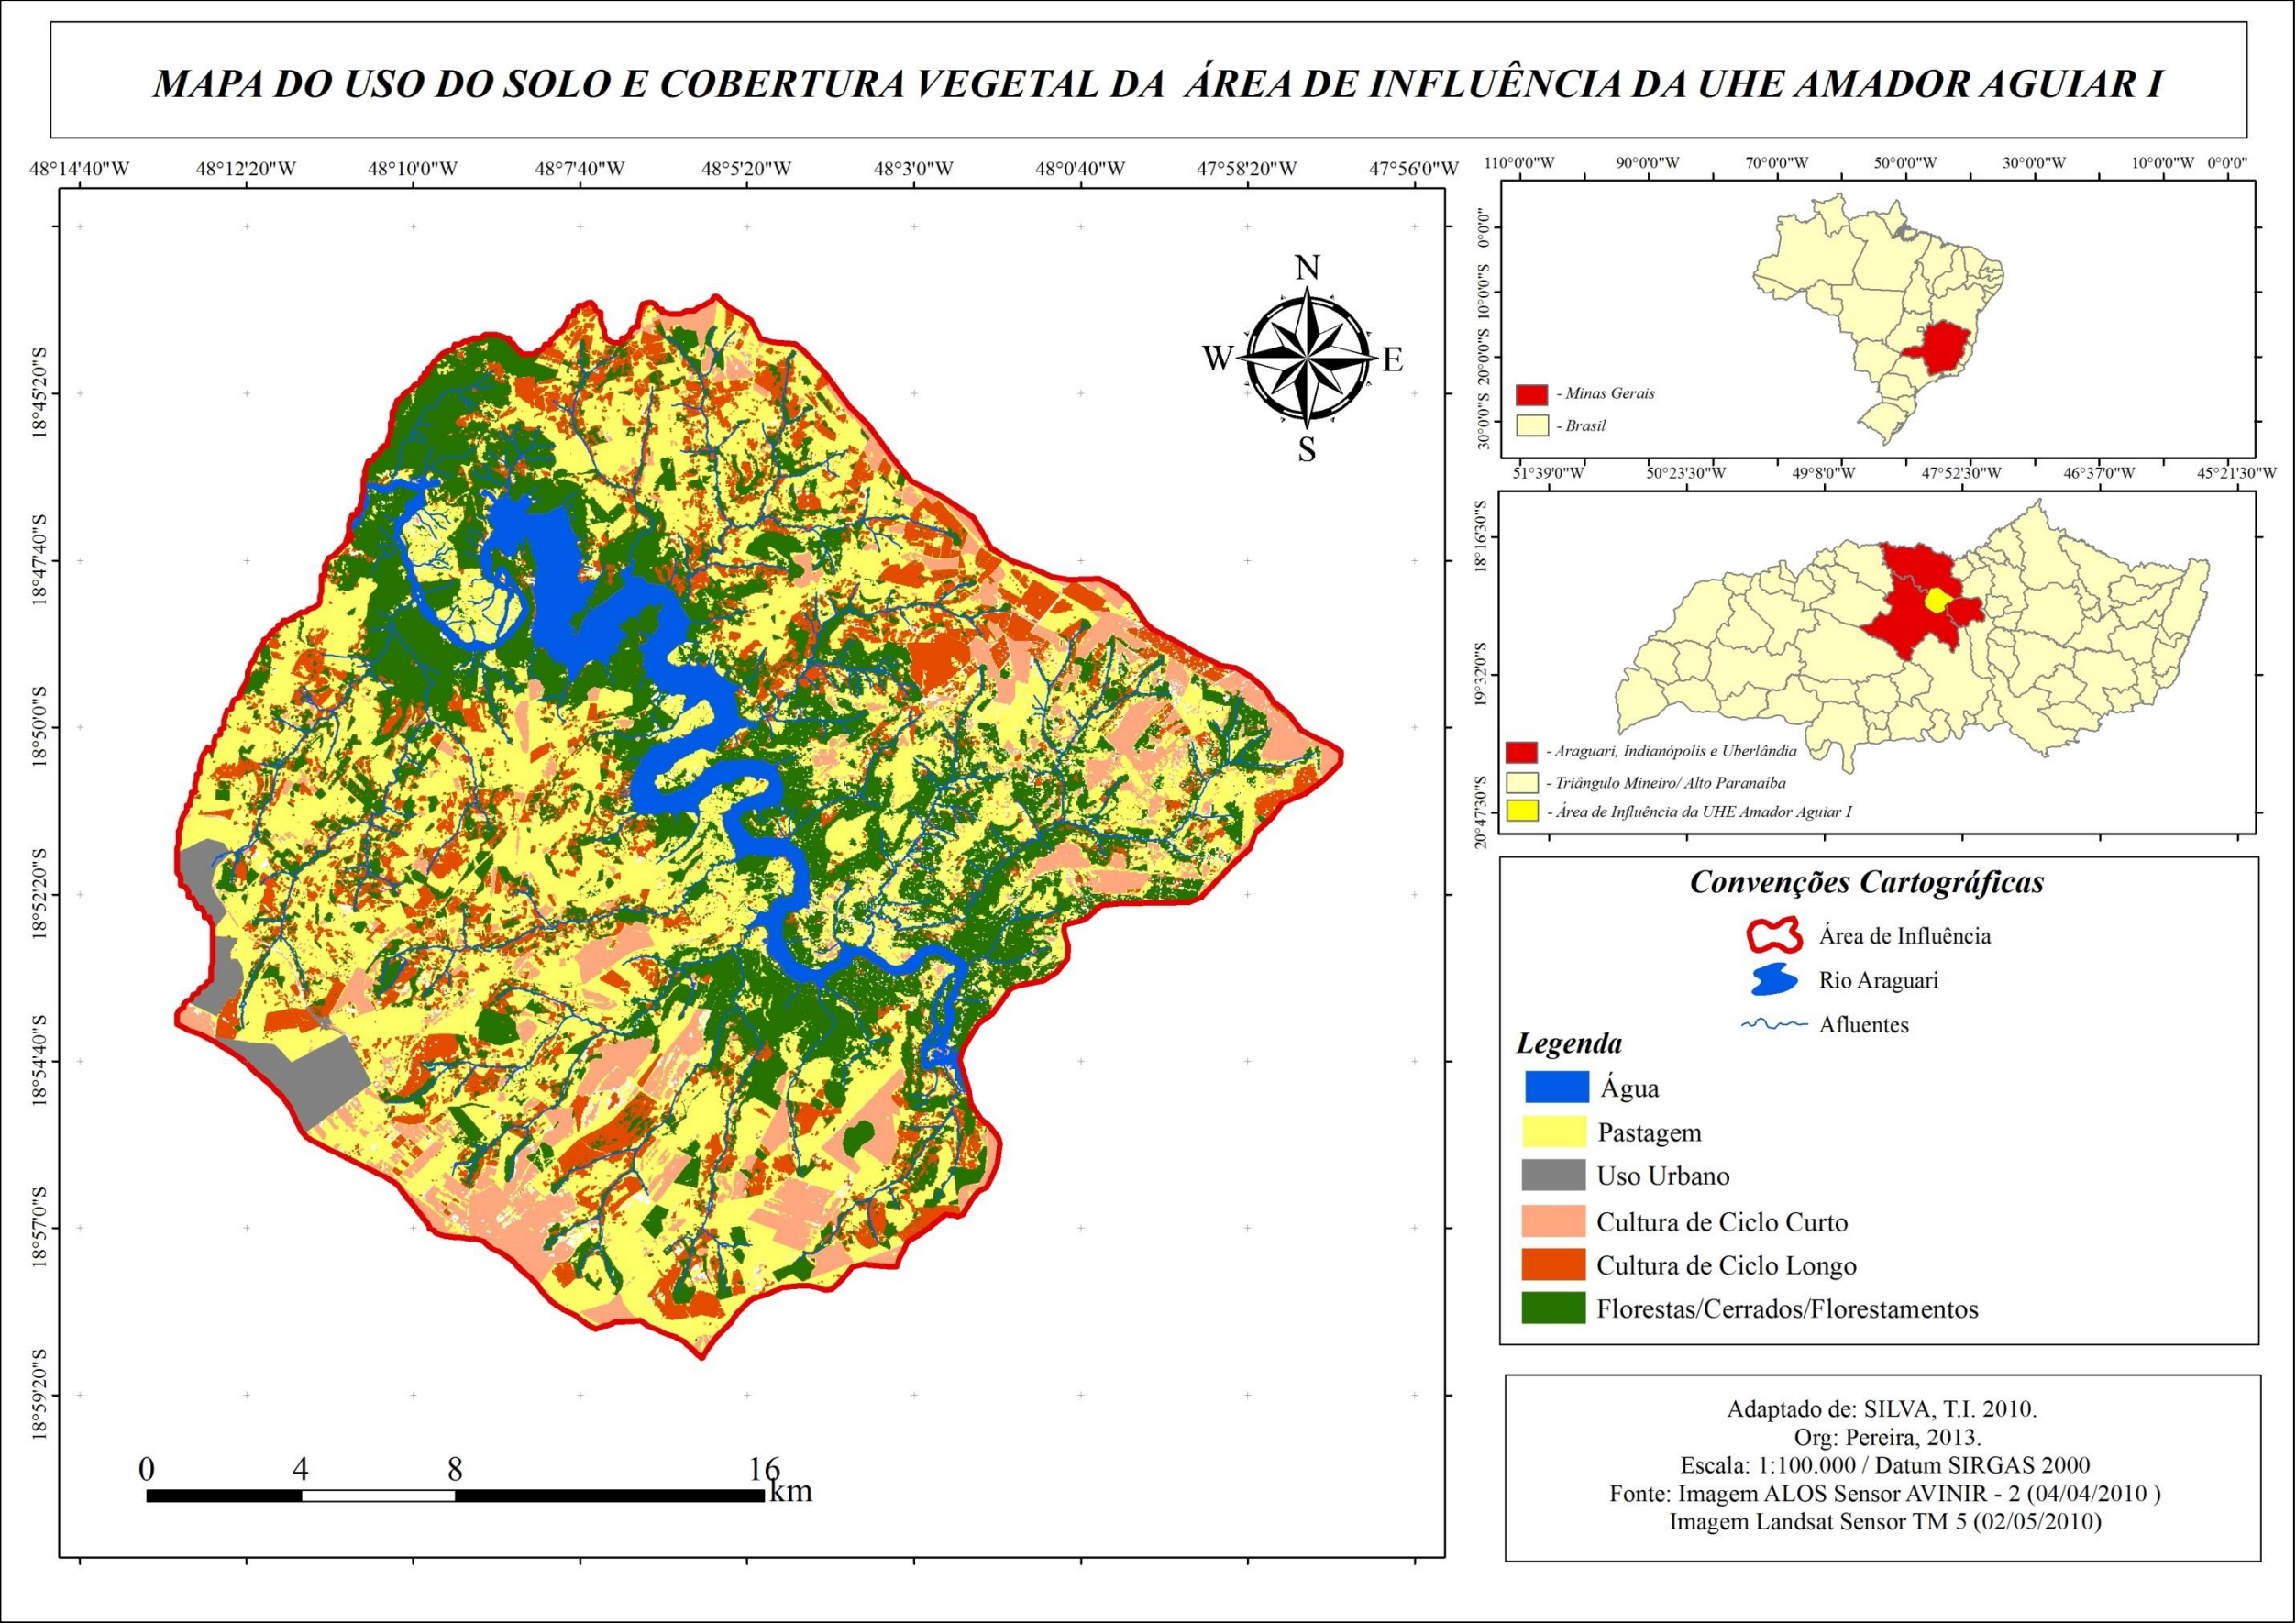 MAPA DO USO DO SOLO E COBERTURA VEGETAL DA ÁREA DE INFLUÊNCIA DA UHE AMADOR AGUIAR I
48°14'40"W 48°12'20"W 48°10'0"W 48°7'40"W 48°5'20"W 48°3'0"W 48°0'40"W 47°58'20"W 47°56'0"W
18°45'20"S
18°47'40"S
18°50'0"S
18°52'20"S
18°54'40"S
18°57'0"S
18°59'20"S
N
W E
S
0 4 8 16
km
110°0'0"W 90°0'0"W 70°0'0"W 50°0'0"W 30°0'0"W 10°0'0"W 0°0'0"
0°0'0"
10°0'0"S
20°0'0"S
30°0'0"S
- Minas Gerais
- Brasil
51°39'0"W 50°23'30"W 49°8'0"W 47°52'30"W 46°37'0"W 45°21'30"W
18°16'30"S
19°32'0"S
20°47'30"S
- Araguari, Indianópolis e Uberlândia
- Triângulo Mineiro/ Alto Paranaíba
- Área de Influência da UHE Amador Aguiar I
Convenções Cartográficas
Área de Influência
Rio Araguari
Afluentes
Legenda
Água
Pastagem
Uso Urbano
Cultura de Ciclo Curto
Cultura de Ciclo Longo
Florestas/Cerrados/Florestamentos
Adaptado de: SILVA, T.I. 2010.
Org: Pereira, 2013.
Escala: 1:100.000 / Datum SIRGAS 2000
Fonte: Imagem ALOS Sensor AVINIR - 2 (04/04/2010 )
Imagem Landsat Sensor TM 5 (02/05/2010)